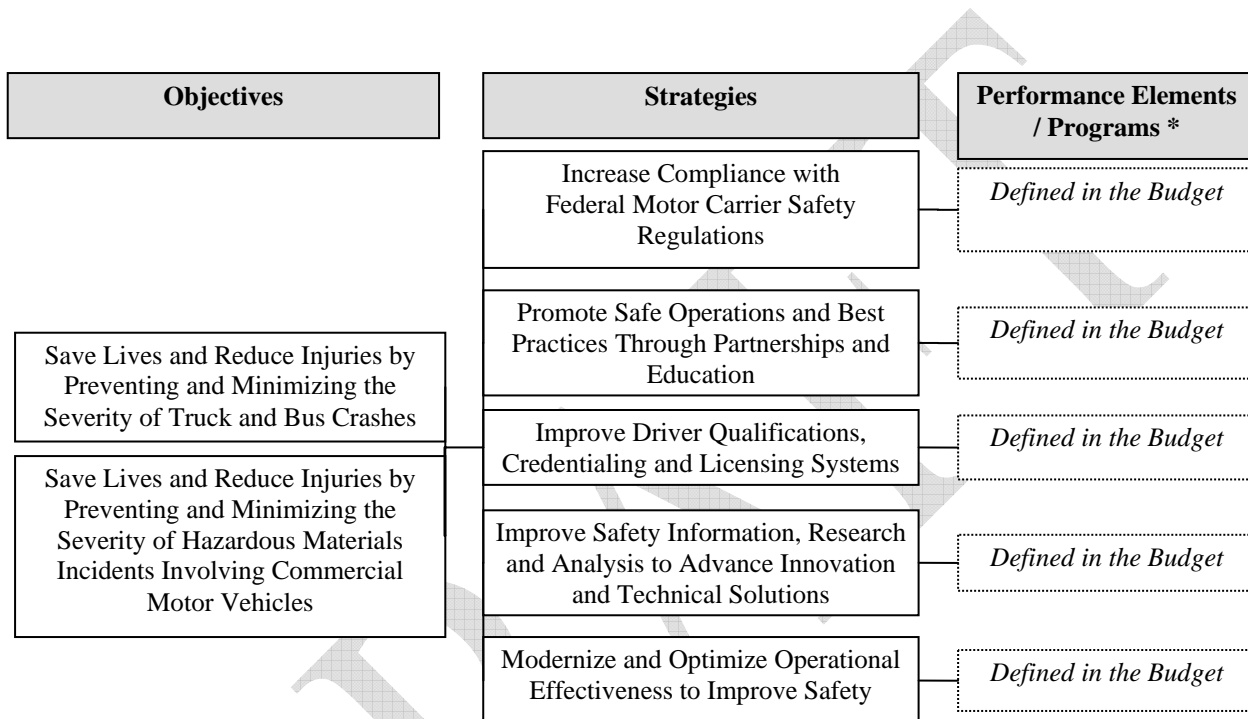 Objectives
Strategies
Performance Elements
/ Programs *
Increase Compliance with
Federal Motor Carrier Safety
Regulations
Defined in the Budget
Promote Safe Operations and Best
Practices Through Partnerships and
Education
Defined in the Budget
Save Lives and Reduce Injuries by
Preventing and Minimizing the
Severity of Truck and Bus Crashes
Improve Driver Qualifications,
Credentialing and Licensing Systems
Defined in the Budget
Save Lives and Reduce Injuries by
Preventing and Minimizing the
Severity of Hazardous Materials
Incidents Involving Commercial
Motor Vehicles
Improve Safety Information, Research
and Analysis to Advance Innovation
and Technical Solutions
Defined in the Budget
Modernize and Optimize Operational
Effectiveness to Improve Safety
Defined in the Budget
DRAFT